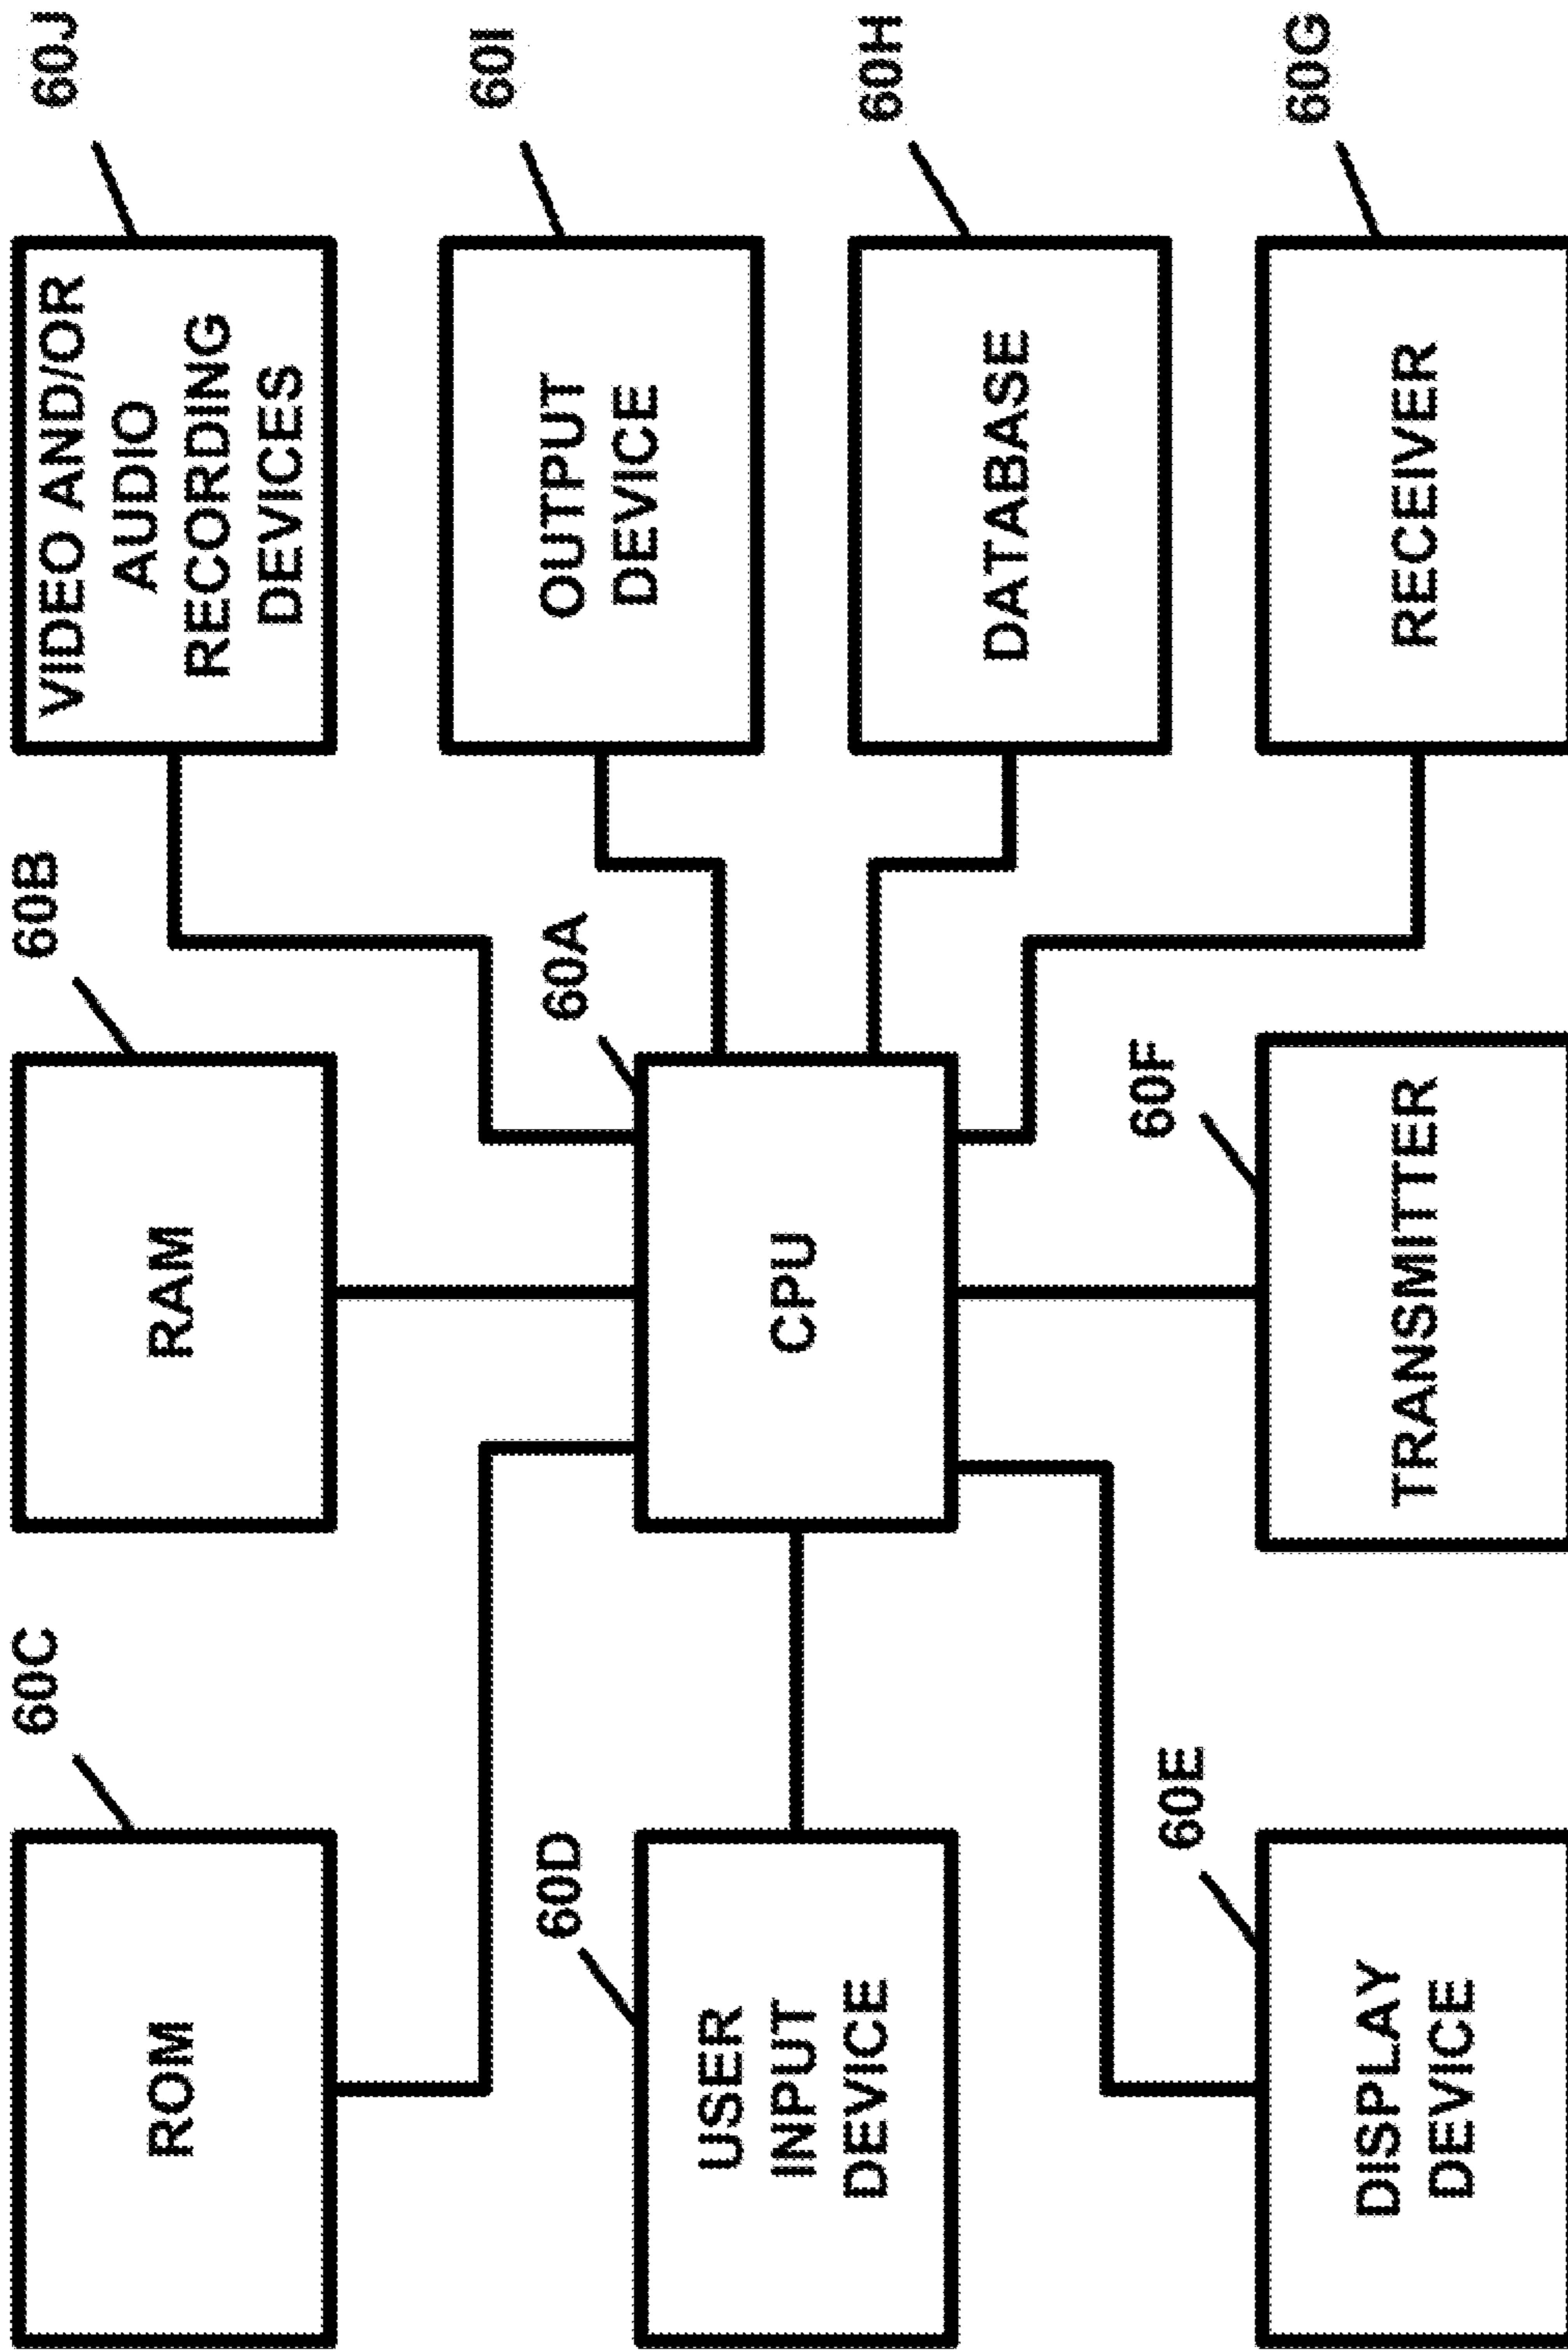 60C
ROM
60B
RAM
60J
VIDEO AND/OR
AUDIO
RECORDING
DEVICES
60I
OUTPUT
DEVICE
60D
USER
INPUT
DEVICE
60A
CPU
60H
DATABASE
60E
DISPLAY
DEVICE
60F
TRANSMITTER
60G
RECEIVER